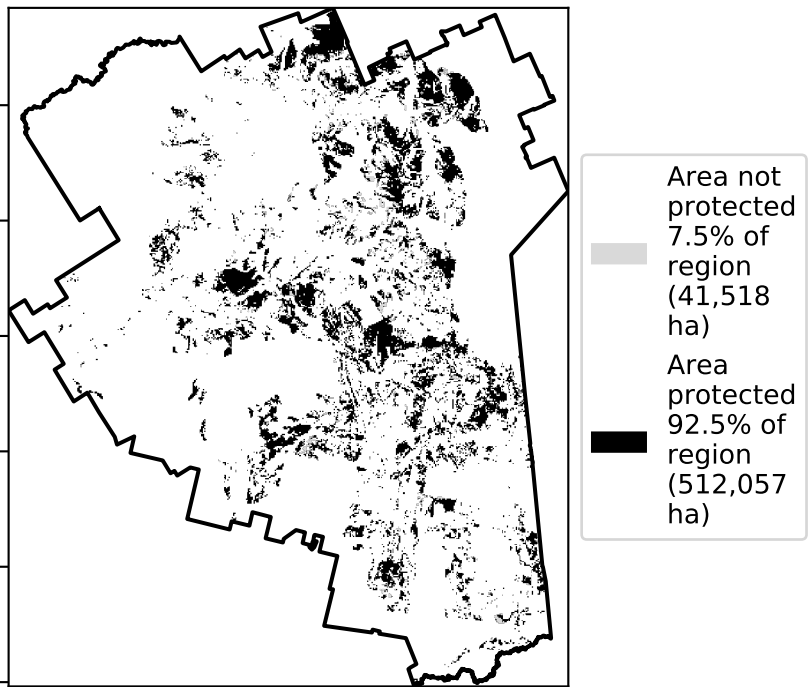 Area not
protected
7.5% of
region
(41,518
ha)
Area
protected
92.5% of
region
(512,057
ha)